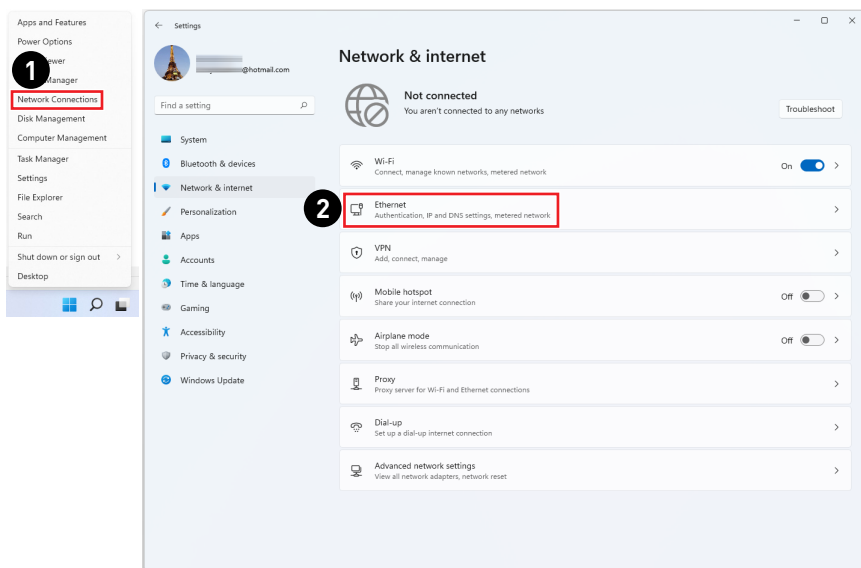 Apps and Features
Power Options
1
Network Connections
Disk Management
Computer Management
Task Manager
Settings
File Explorer
Search
Run
Shut down or sign out
Desktop
Settings
@hotmail.com
Find a setting
System
Bluetooth & devices
Network & internet
Personalization
Apps
Accounts
Time & language
Gaming
Accessibility
Privacy & security
Windows Update
Network & internet
Not connected
You aren't connected to any networks
Troubleshoot
Wi-Fi
Connect, manage known networks, metered network
On
2
Ethernet
Authentication, IP and DNS settings, metered network
VPN
Add, connect, manage
Mobile hotspot
Share your internet connection
Off
Airplane mode
Stop all wireless communication
Off
Proxy
Proxy server for Wi-Fi and Ethernet connections
Dial-up
Set up a dial-up internet connection
Advanced network settings
View all network adapters, network reset